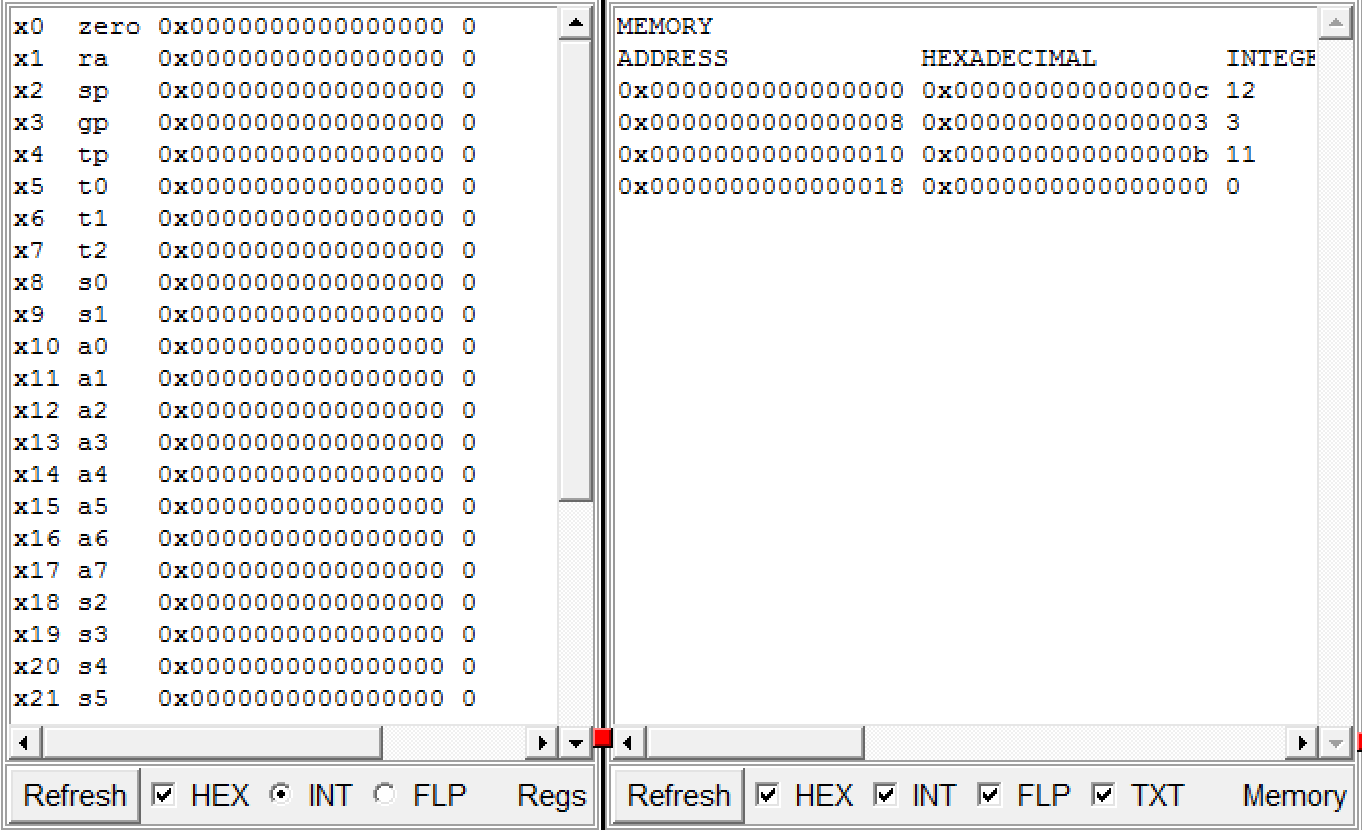 x0 zero 0x0000000000000000 0
x1 ra 0x0000000000000000 0
x2 sp 0x0000000000000000 0
x3 gp 0x0000000000000000 0
x4 tp 0x0000000000000000 0
x5 t0 0x0000000000000000 0
x6 t1 0x0000000000000000 0
x7 t2 0x0000000000000000 0
x8 s0 0x0000000000000000 0
x9 s1 0x0000000000000000 0
x10 a0 0x0000000000000000 0
x11 a1 0x0000000000000000 0
x12 a2 0x0000000000000000 0
x13 a3 0x0000000000000000 0
x14 a4 0x0000000000000000 0
x15 a5 0x0000000000000000 0
x16 a6 0x0000000000000000 0
x17 a7 0x0000000000000000 0
x18 s2 0x0000000000000000 0
x19 s3 0x0000000000000000 0
x20 s4 0x0000000000000000 0
x21 s5 0x0000000000000000 0
Refresh HEX INT FLP Regs
MEMORY
ADDRESS HEXADECIMAL INTEGE
0x0000000000000000 0x000000000000000c 12
0x0000000000000008 0x0000000000000003 3
0x0000000000000010 0x000000000000000b 11
0x0000000000000018 0x0000000000000000 0
Refresh HEX INT FLP TXT Memory